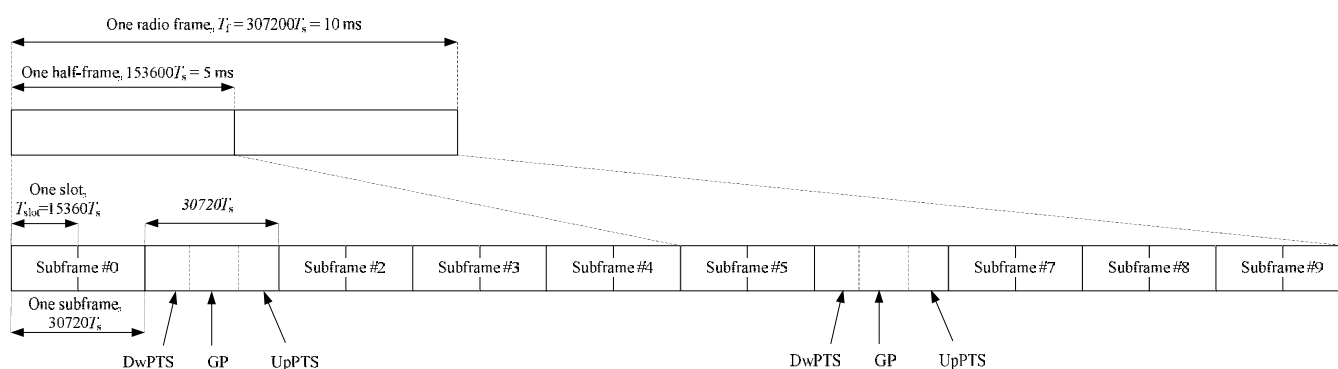 One radio frame, Tf = 307200Ts = 10 ms
One half-frame, 153600Ts = 5 ms
One slot,
Tslot=15360Ts
30720Ts
Subframe #0
Subframe #2
Subframe #3
Subframe #4
Subframe #5
Subframe #7
Subframe #8
Subframe #9
One subframe,
30720Ts
DwPTS
GP
UpPTS
DwPTS
GP
UpPTS